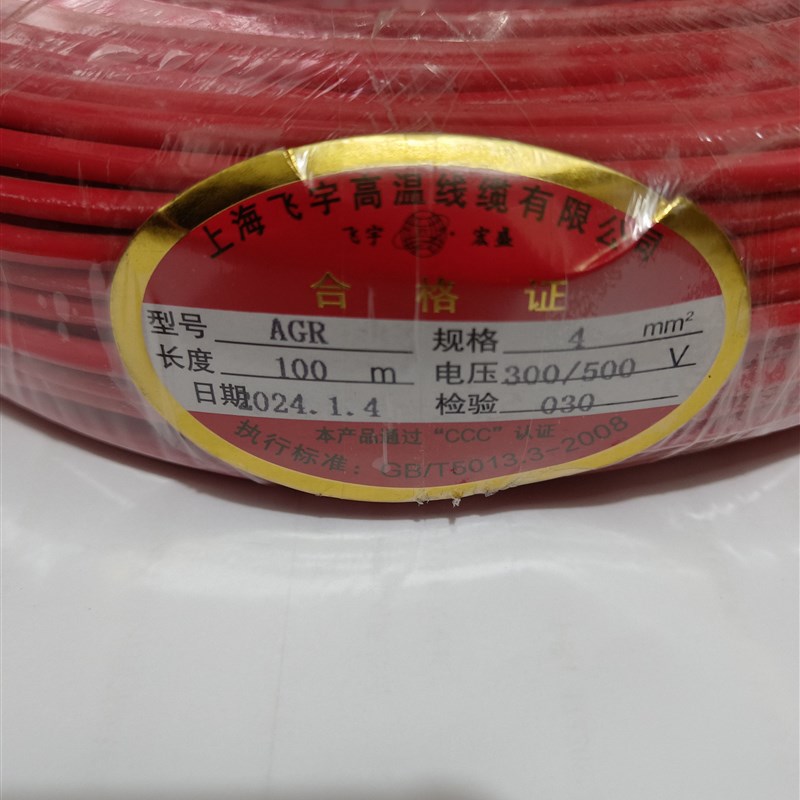 上海飞宇高温线缆有限公司
飞宇 宏盛
合格证
型号 AGR 规格 4 mm²
长度 100 m 电压 300/500 V
日期 2024.1.4 检验 030
本产品通过“CCC”认证
执行标准：GB/T5013.3-2008